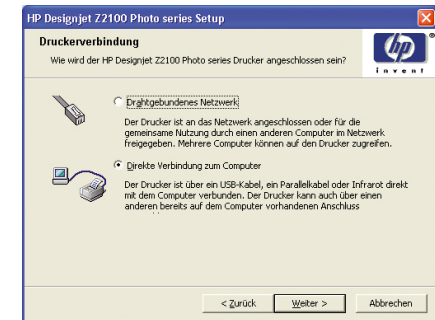 HP Designjet Z2100 Photo series Setup
Druckerverbindung
Wie wird der HP Designjet Z2100 Photo series Drucker angeschlossen sein?
hp
®
invent
Drahtgebundenes Netzwerk
Der Drucker ist an das Netzwerk angeschlossen oder für die
gemeinsame Nutzung durch einen anderen Computer im Netzwerk
freigegeben. Mehrere Computer können auf den Drucker zugreifen.
Direkte Verbindung zum Computer
Der Drucker ist über ein USB-Kabel, ein Parallelkabel oder Infrarot direkt
mit dem Computer verbunden. Der Drucker kann auch über einen
anderen bereits auf dem Computer vorhandenen Anschluss
< Zurück
Weiter >
Abbrechen